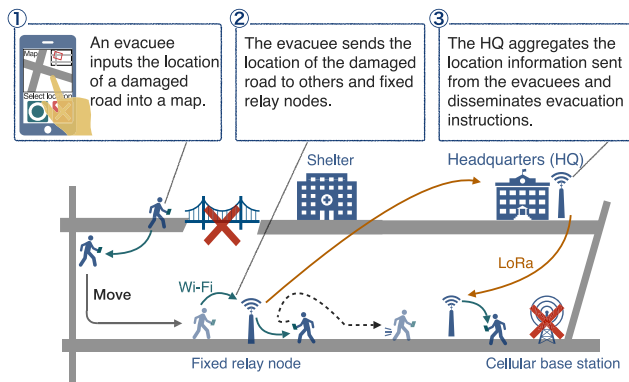 ①
An evacuee
inputs the location
of a damaged
road into a map.
Map
Select location
②
The evacuee sends the
location of the damaged
road to others and fixed
relay nodes.
③
The HQ aggregates the
location information sent
from the evacuees and
disseminates evacuation
instructions.
Shelter
Headquarters (HQ)
LoRa
Wi-Fi
Move
Fixed relay node
Cellular base station